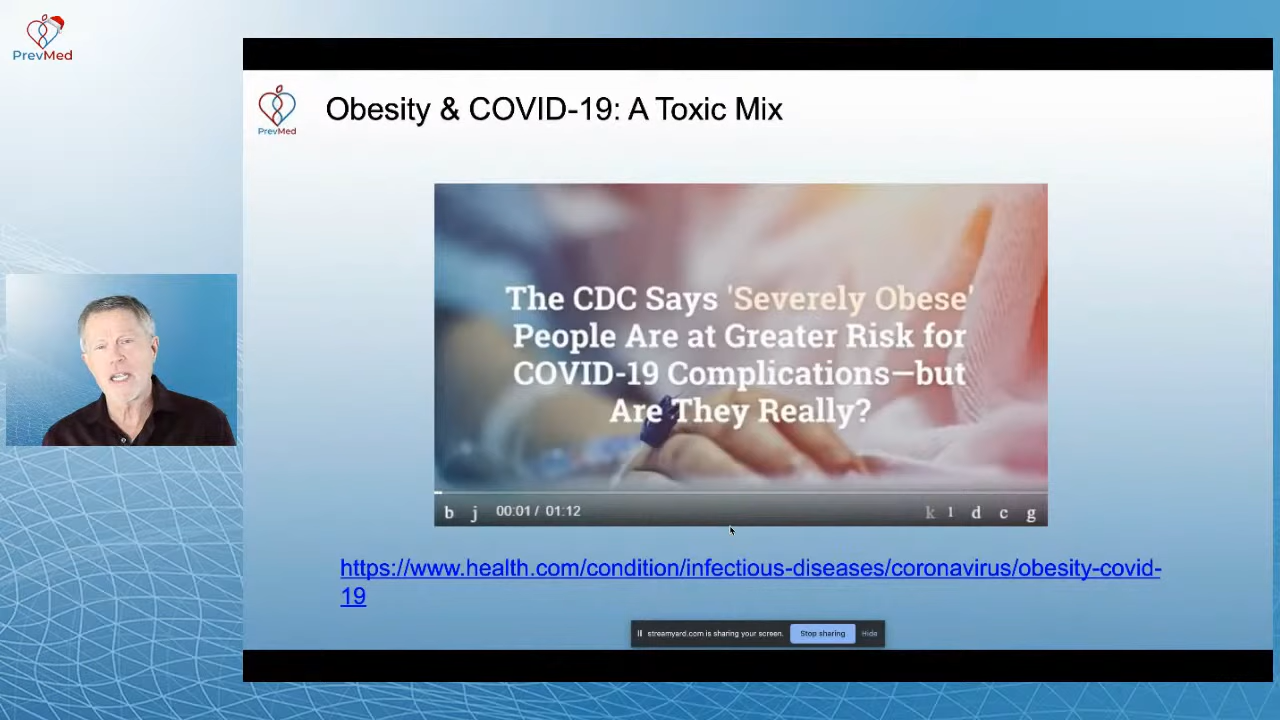 PrevMed
PrevMed
Obesity & COVID-19: A Toxic Mix
The CDC Says 'Severely Obese'
People Are at Greater Risk for
COVID-19 Complications—but
Are They Really?
b j 00:01 / 01:12 k l d c g
https://www.health.com/condition/infectious-diseases/coronavirus/obesity-covid-
19
streamyard.com is sharing your screen. Stop sharing Hide